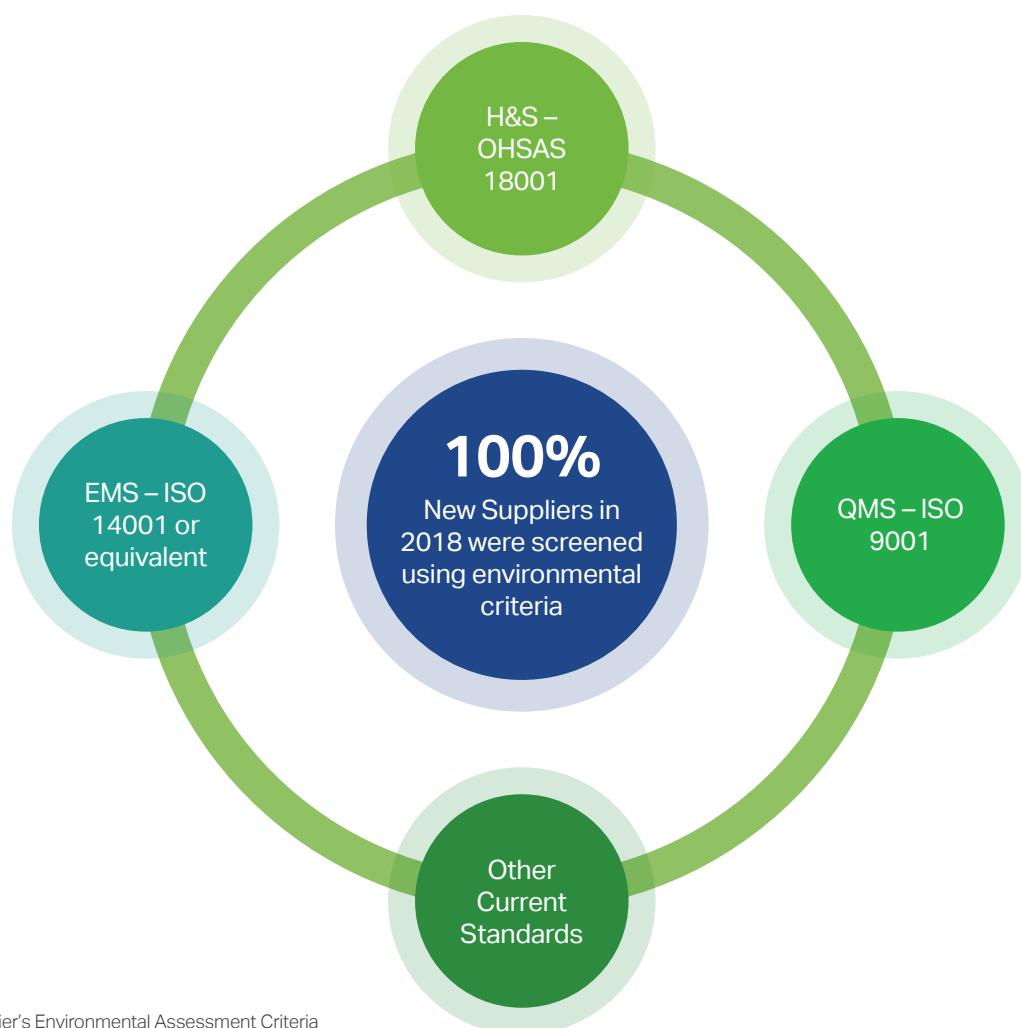 H&S –
OHSAS
18001
100%
New Suppliers in
2018 were screened
using environmental
criteria
EMS – ISO
14001 or
equivalent
QMS – ISO
9001
Other
Current
Standards
Environmental Assessment Criteria